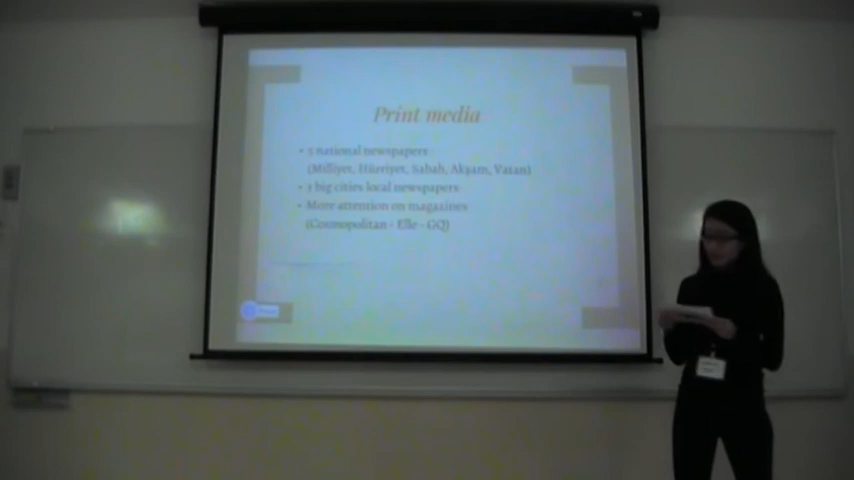 Print media
• 5 national newspapers
(Milliyet, Hürriyet, Sabah, Akşam, Vatan)
• 3 big cities local newspapers
• More attention on magazines
(Cosmopolitan - Elle - GQ)